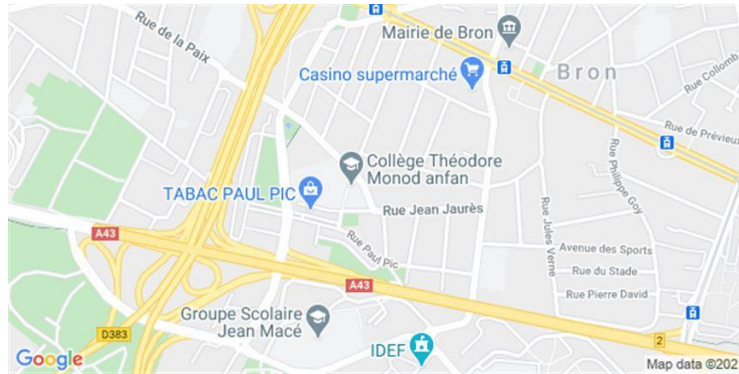 Rue de la Paix
Mairie de Bron
Casino supermarché
Bron
Rue Collomb
Rue de Prévieux
Collège Théodore
Monod anfan
TABAC PAUL PIC
Rue Jean Jaurès
Rue Philippe Goy
Rue Jules Verne
Rue Paul Pic
A43
Avenue des Sports
Rue du Stade
A43
Rue Pierre David
Groupe Scolaire
Jean Macé
D383
2
IDEF
Google
Map data ©202